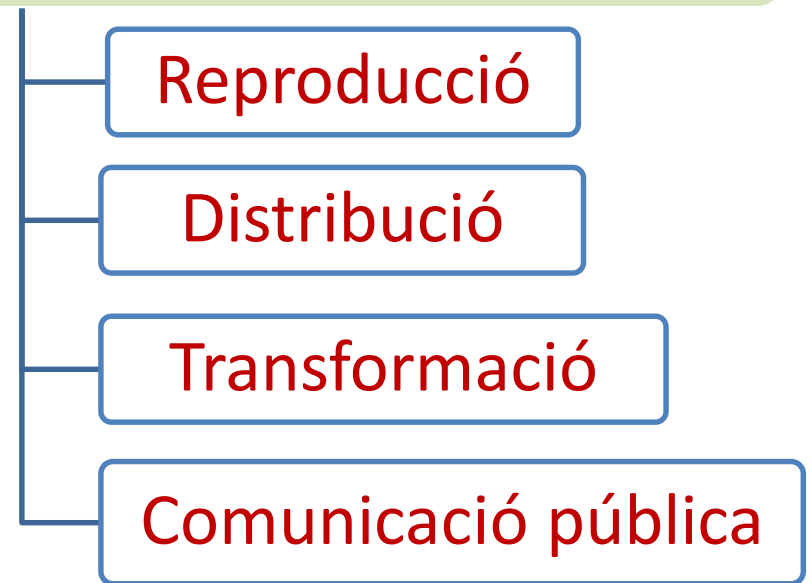 Reproducció
Distribució
Transformació
Comunicació pública